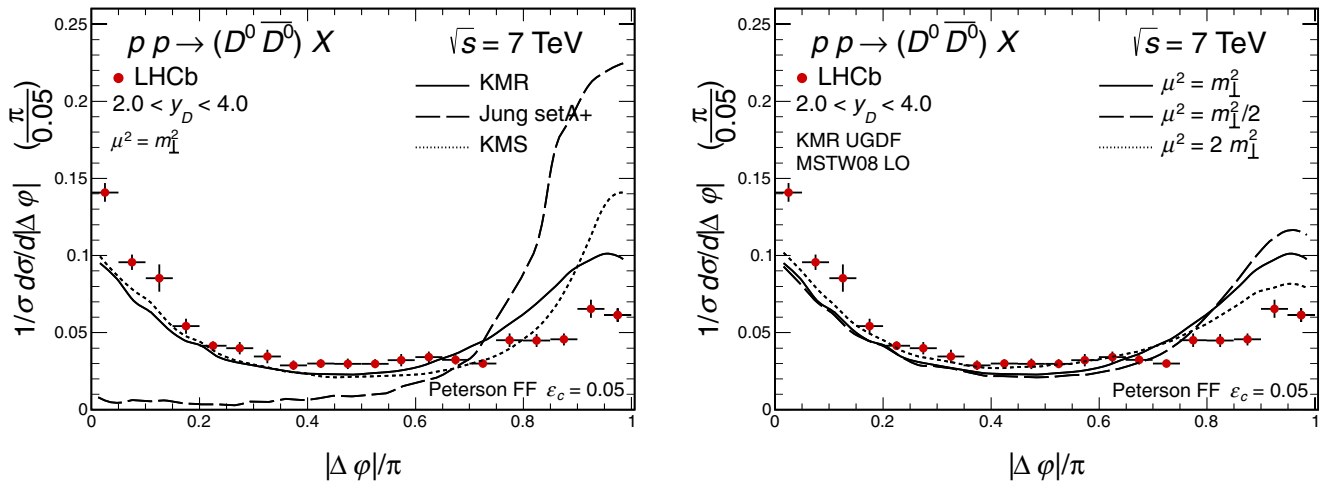 0.25
p p → (D⁰ D̅⁰) X √s = 7 TeV
LHCb
2.0 < y_D < 4.0
μ² = m⊥²
KMR
Jung setA+
KMS
0.2
0.15
0.1
0.05
0
1/σ dσ/d|Δ φ| (π/0.05)
Peterson FF ε_c = 0.05
0 0.2 0.4 0.6 0.8 1
|Δ φ|/π
0.25
p p → (D⁰ D̅⁰) X √s = 7 TeV
LHCb
2.0 < y_D < 4.0
KMR UGDF
MSTW08 LO
μ² = m⊥²
μ² = m⊥²/2
μ² = 2 m⊥²
0.2
0.15
0.1
0.05
0
1/σ dσ/d|Δ φ| (π/0.05)
Peterson FF ε_c = 0.05
0 0.2 0.4 0.6 0.8 1
|Δ φ|/π